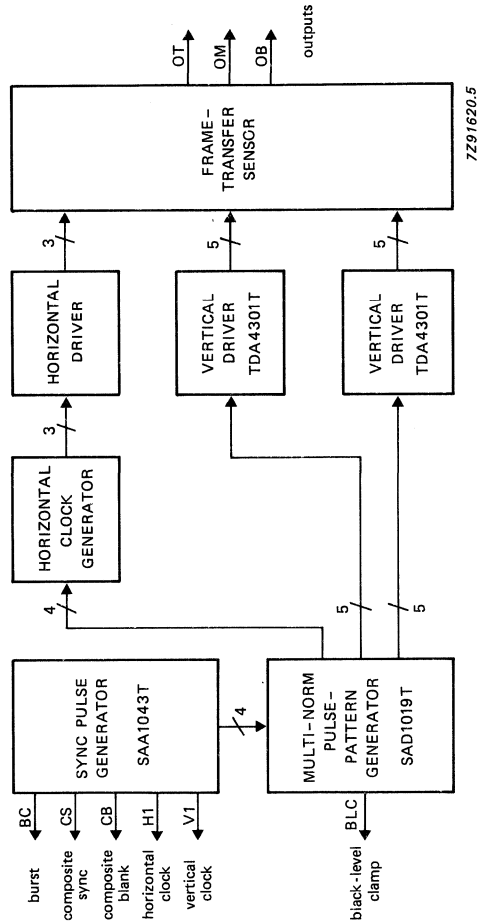 BC
burst
CS
composite
sync
CB
composite
blank
H1
horizontal
clock
V1
vertical
clock
SYNC PULSE
GENERATOR
SAA1043T
4
4
HORIZONTAL
CLOCK
GENERATOR
3
HORIZONTAL
DRIVER
3
BLC
black-level
clamp
MULTI-NORM
PULSE-
PATTERN
GENERATOR
SAD1019T
5
5
VERTICAL
DRIVER
TDA4301T
5
VERTICAL
DRIVER
TDA4301T
5
FRAME-
TRANSFER
SENSOR
OT
OM
OB
outputs
7Z91620.5